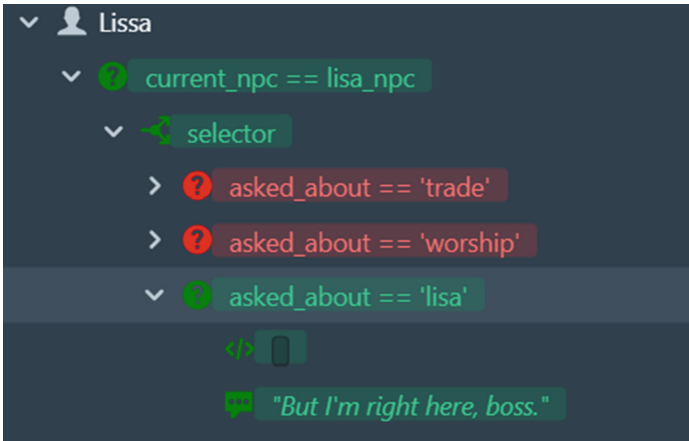 Lissa
current_npc == lisa_npc
selector
asked_about == 'trade'
asked_about == 'worship'
asked_about == 'lisa'
"But I'm right here, boss."